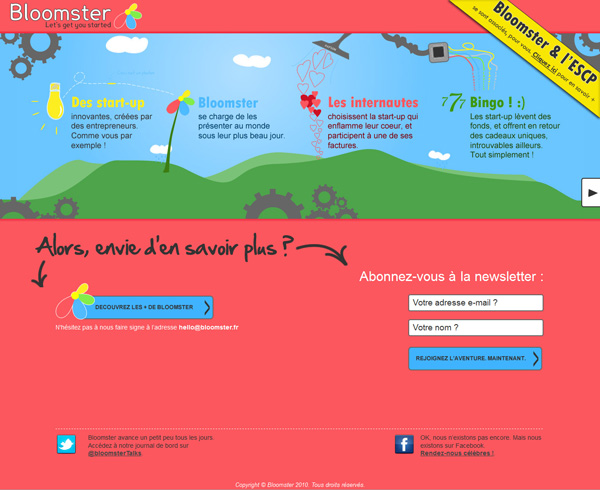 Bloomster
Let's get you started
Bloomster & l'ESCP
se sont associés, pour vous. Cliquez ici pour en savoir +
Des start-up
innovantes, créées par
des entrepreneurs.
Comme vous par
exemple !
Bloomster
se charge de les
présenter au monde
sous leur plus beau jour.
Les internautes
choisissent la start-up qui
enflamme leur coeur, et
participent à une de ses
factures.
777
Bingo ! :)
Les start-up lèvent des
fonds, et offrent en retour
des cadeaux uniques,
introuvables ailleurs.
Tout simplement !
Alors, envie d'en savoir plus ?
DECOUVREZ LES + DE BLOOMSTER
N'hésitez pas à nous faire signe à l'adresse hello@bloomster.fr
Abonnez-vous à la newsletter :
Votre adresse e-mail ?
Votre nom ?
REJOIGNEZ L'AVENTURE. MAINTENANT.
Bloomster avance un petit peu tous les jours.
Accédez à notre journal de bord sur
@bloomsterTalks
OK, nous n'existons pas encore. Mais nous
existons sur Facebook.
Rendez-nous célèbres !
Copyright © Bloomster 2010. Tous droits réservés.